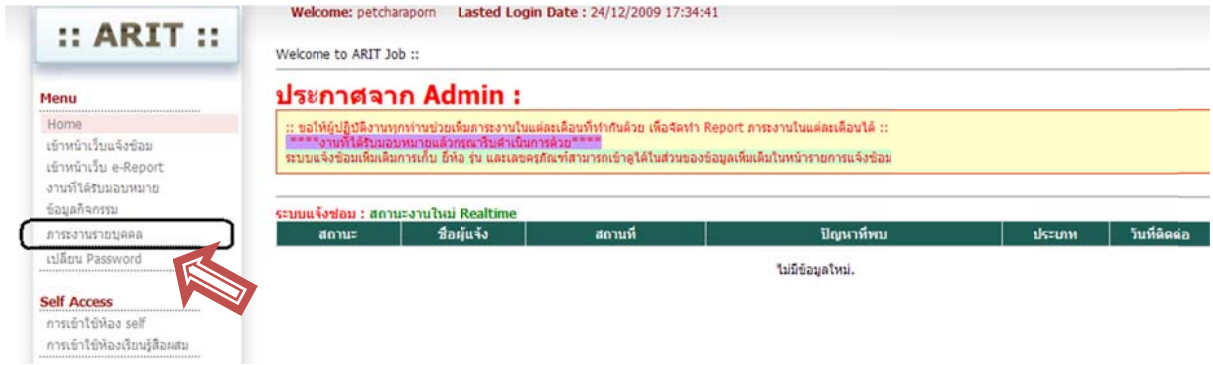 :: ARIT ::
Menu
Home
เข้าหน้าเว็บแจ้งซ่อม
เข้าหน้าเว็บ e-Report
งานที่ได้รับมอบหมาย
ข้อมูลกิจกรรม
ภาระงานรายบุคคล
เปลี่ยน Password
Self Access
การเข้าใช้ห้อง self
การเข้าใช้ห้องเรียนรู้สื่อผสม
Welcome: petcharaporn Lasted Login Date : 24/12/2009 17:34:41
Welcome to ARIT Job ::
ประกาศจาก Admin :
:: ขอให้ผู้ปฏิบัติงานทุกท่านช่วยเพิ่มภาระงานในแต่ละเดือนที่ทำกันด้วย เพื่อจัดทำ Report ภาระงานในแต่ละเดือนได้ ::
****งานที่ได้รับมอบหมายแล้วกรุณารีบดำเนินการด้วย****
ระบบแจ้งซ่อมเพิ่มเติมการเก็บ ยี่ห้อ รุ่น และเลขครุภัณฑ์สามารถเข้าดูได้ในส่วนของข้อมูลเพิ่มเติมในหน้ารายการแจ้งซ่อม
ระบบแจ้งซ่อม : สถานะงานใหม่ Realtime
สถานะ ชื่อผู้แจ้ง สถานที่ ปัญหาที่พบ ประเภท วันที่ติดต่อ
ไม่มีข้อมูลใหม่.